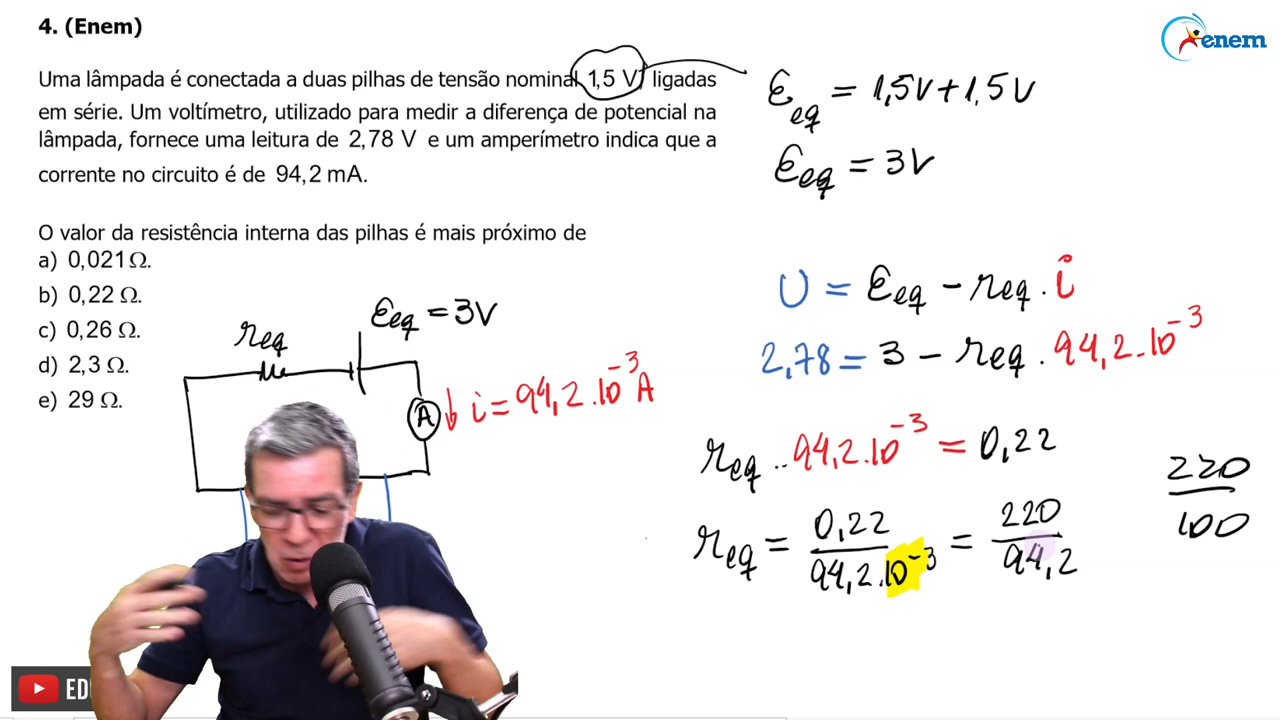 4. (Enem)
enem
Uma lâmpada é conectada a duas pilhas de tensão nominal 1,5 V, ligadas
em série. Um voltímetro, utilizado para medir a diferença de potencial na
lâmpada, fornece uma leitura de 2,78 V e um amperímetro indica que a
corrente no circuito é de 94,2 mA.
O valor da resistência interna das pilhas é mais próximo de
a) 0,021 Ω.
b) 0,22 Ω.
c) 0,26 Ω.
d) 2,3 Ω.
e) 29 Ω.
req
Ɛeq = 3V
A
i = 94,2.10⁻³A
Ɛeq = 1,5V+1,5V
Ɛeq = 3V
U = Ɛeq - req . i
2,78 = 3 - req . 94,2.10⁻³
req . 94,2.10⁻³ = 0,22
req = 0,22/94,2.10⁻³ = 220/94,2
220/100